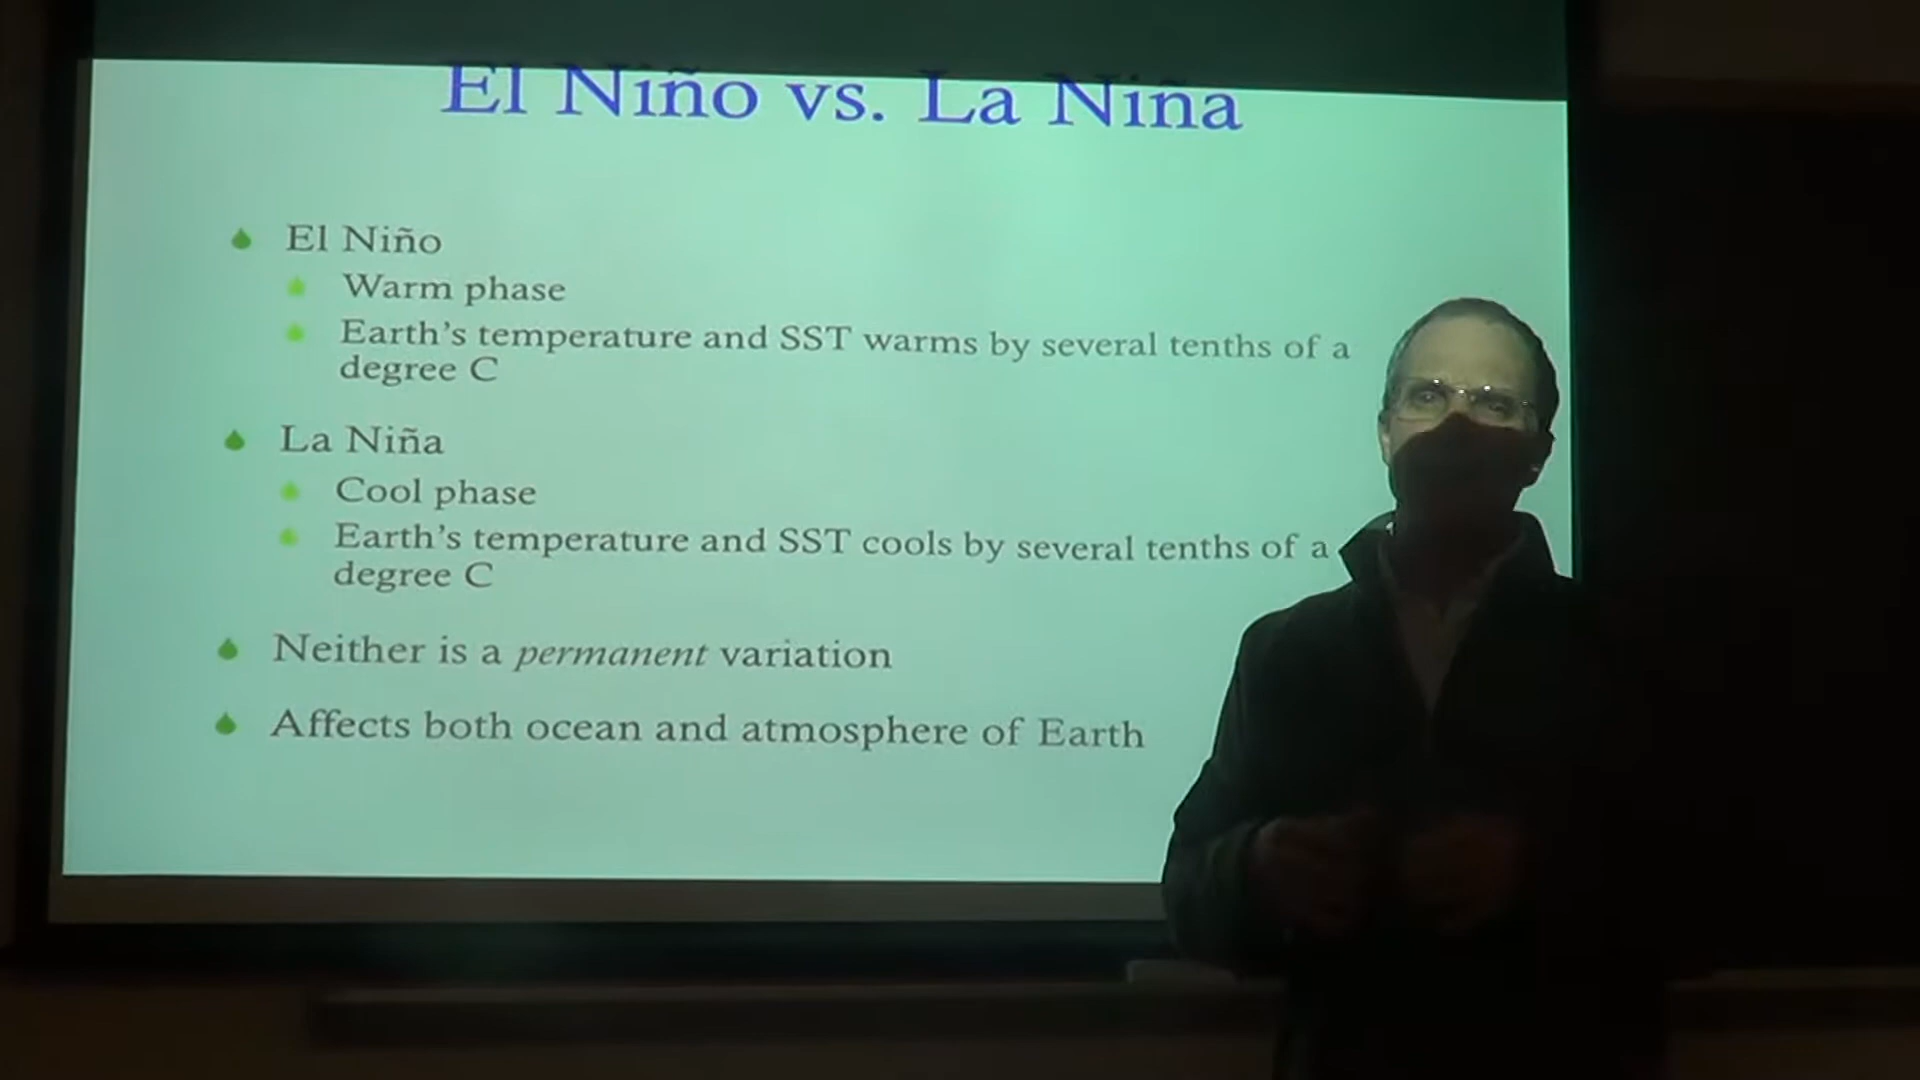 El Niño vs. La Niña
El Niño
Warm phase
Earth's temperature and SST warms by several tenths of a
degree C
La Niña
Cool phase
Earth's temperature and SST cools by several tenths of a
degree C
Neither is a permanent variation
Affects both ocean and atmosphere of Earth